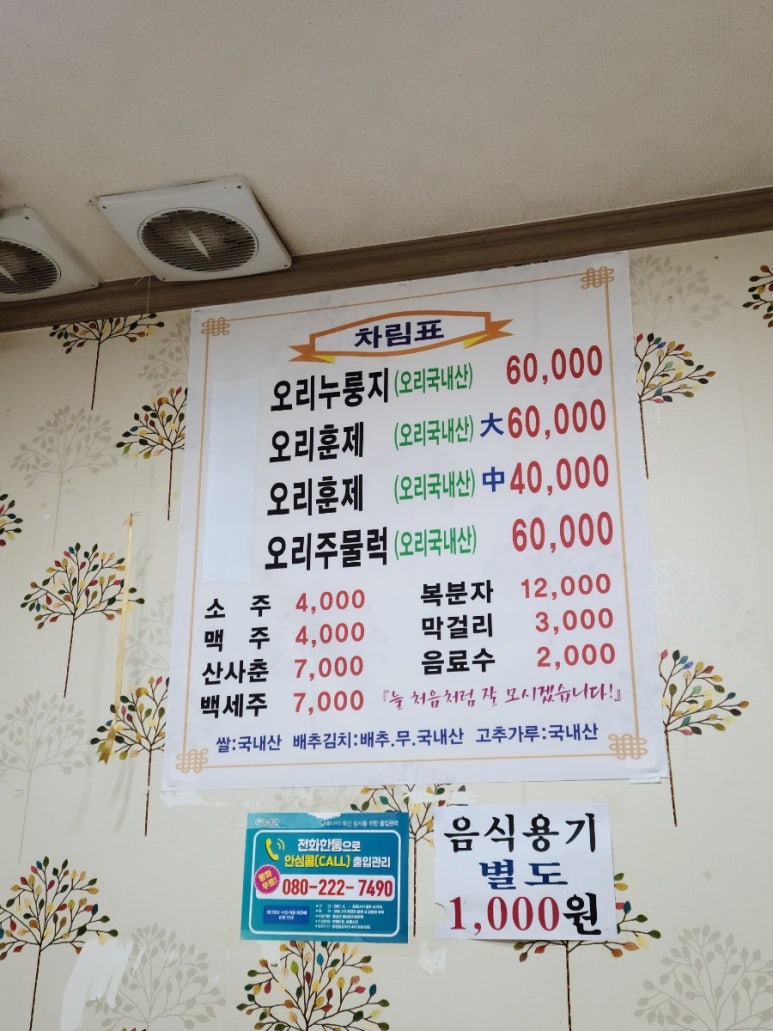 차림표
오리누룽지(오리국내산) 60,000
오리훈제 (오리국내산) 大60,000
오리훈제 (오리국내산) 中40,000
오리주물럭(오리국내산) 60,000
소 주 4,000 복분자 12,000
맥 주 4,000 막걸리 3,000
산사춘 7,000 음료수 2,000
백세주 7,000 『늘 처음처럼 잘 모시겠습니다!』
쌀:국내산 배추김치:배추.무.국내산 고추가루:국내산
전화한통으로
안심콜(CALL) 출입관리
080-222-7490
음식용기
별도
1,000원